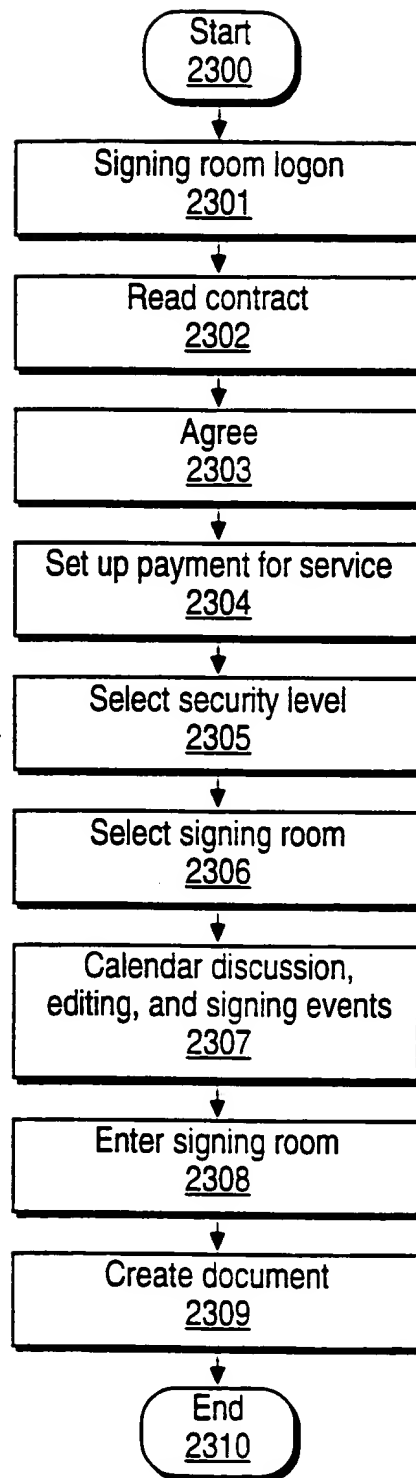 Start
2300
Signing room logon
2301
Read contract
2302
Agree
2303
Set up payment for service
2304
Select security level
2305
Select signing room
2306
Calendar discussion,
editing, and signing events
2307
Enter signing room
2308
Create document
2309
End
2310